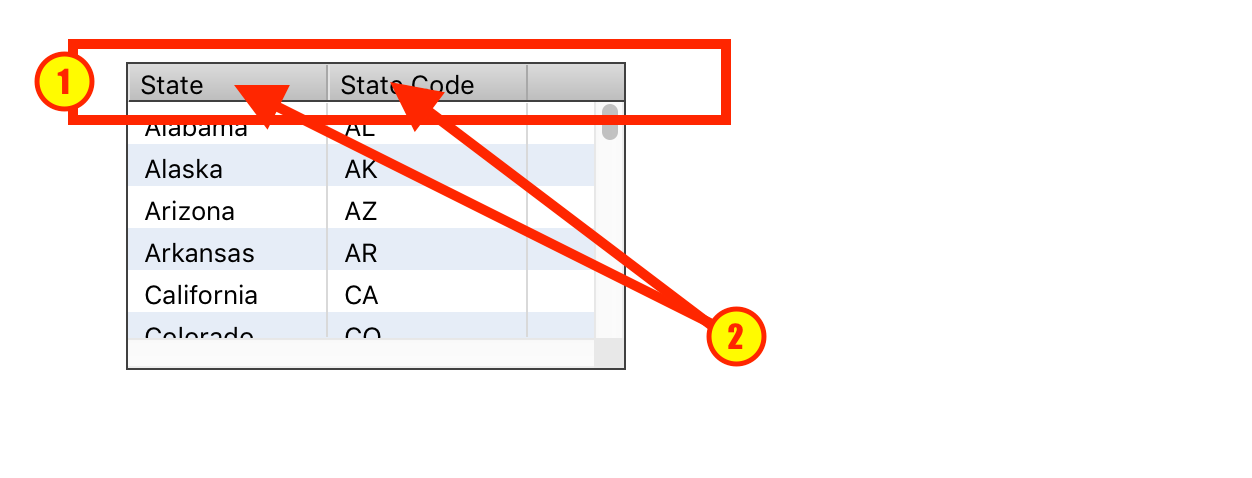 1
State State Code
Alabama AL
Alaska AK
Arizona AZ
Arkansas AR
California CA
Colorado CO
2